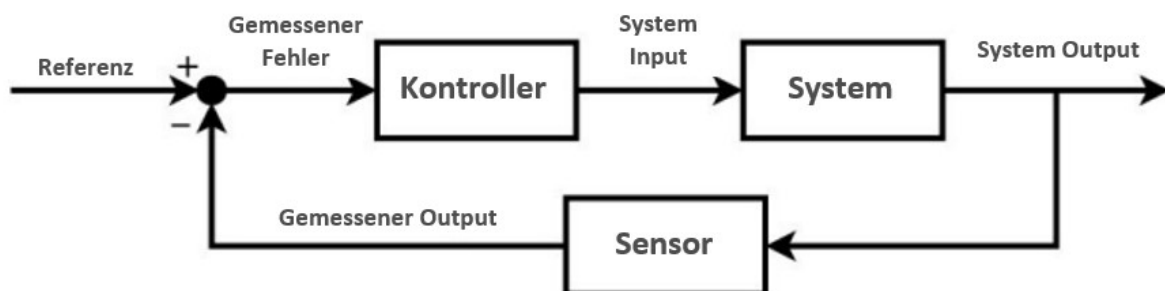 Referenz
+
−
Gemessener
Fehler
Kontroller
System
Input
System
System Output
Gemessener Output
Sensor